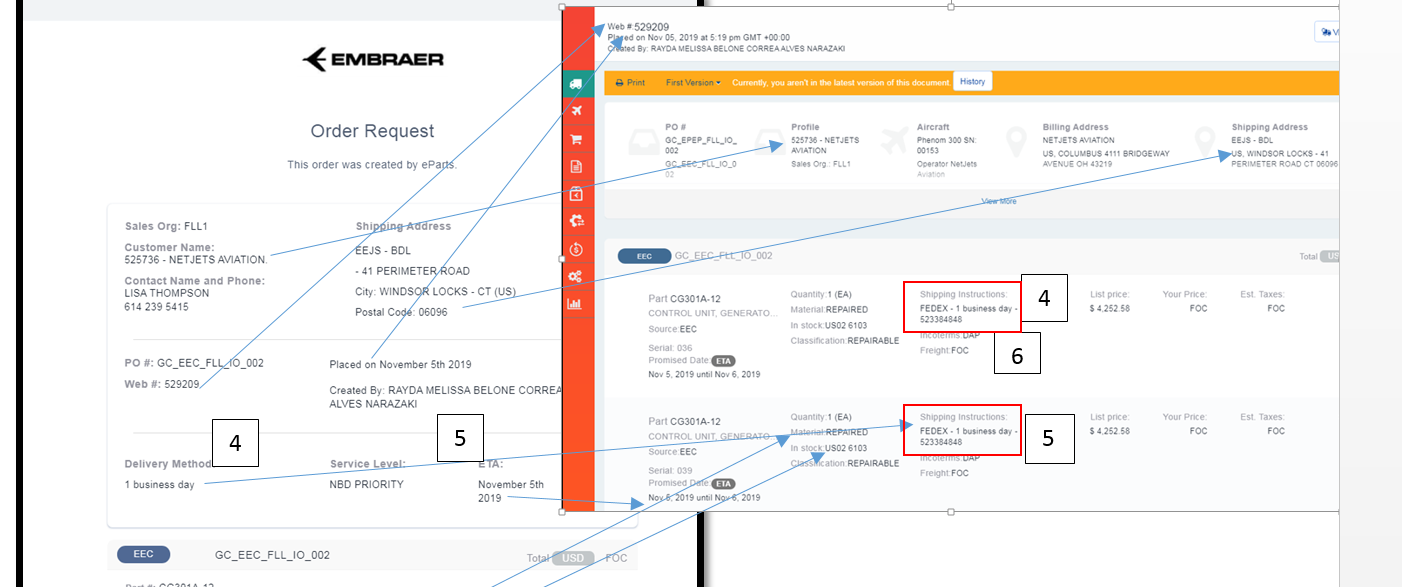 EMBRAER
Order Request
This order was created by eParts.
Sales Org: FLL1
Customer Name:
525736 - NETJETS AVIATION.
Contact Name and Phone:
LISA THOMPSON
614 239 5415
Shipping Address
EEJS - BDL
- 41 PERIMETER ROAD
City: WINDSOR LOCKS - CT (US)
Postal Code: 06096
PO #: GC_EEC_FLL_IO_002
Web #: 529209
Placed on November 5th 2019
Created By: RAYDA MELISSA BELONE CORREA
ALVES NARAZAKI
4
5
Delivery Method
1 business day
Service Level:
NBD PRIORITY
ETA:
November 5th
2019
EEC
GC_EEC_FLL_IO_002
Total USD FOC
Part #: CG301A-12
Web #:529209
Placed on Nov 05, 2019 at 5:19 pm GMT +00:00
Created By: RAYDA MELISSA BELONE CORREA ALVES NARAZAKI
Print
First Version
Currently, you aren't in the latest version of this document.
History
PO #
GC_EPEP_FLL_IO_
002
GC_EEC_FLL_IO_0
02
Profile
525736 - NETJETS
AVIATION
Sales Org.: FLL1
Aircraft
Phenom 300 SN:
00153
Operator NetJets
Aviation
Billing Address
NETJETS AVIATION
US, COLUMBUS 4111 BRIDGEWAY
AVENUE OH 43219
Shipping Address
EEJS - BDL
US, WINDSOR LOCKS - 41
PERIMETER ROAD CT 06096
View More
EEC
GC_EEC_FLL_IO_002
Total US
Part CG301A-12
CONTROL UNIT, GENERATO...
Source:EEC
Serial: 036
Promised Date: ETA
Nov 5, 2019 until Nov 6, 2019
Quantity:1 (EA)
Material:REPAIRED
In stock:US02 6103
Classification:REPAIRABLE
Shipping Instructions:
FEDEX - 1 business day -
523384848
Incoterms:DAP
Freight:FOC
4
6
List price:
$ 4,252.58
Your Price:
FOC
Est. Taxes:
FOC
Part CG301A-12
CONTROL UNIT, GENERATO...
Source:EEC
Serial: 039
Promised Date: ETA
Nov 5, 2019 until Nov 6, 2019
Quantity:1 (EA)
Material:REPAIRED
In stock:US02 6103
Classification:REPAIRABLE
Shipping Instructions:
FEDEX - 1 business day -
523384848
Incoterms:DAP
Freight:FOC
5
List price:
$ 4,252.58
Your Price:
FOC
Est. Taxes:
FOC